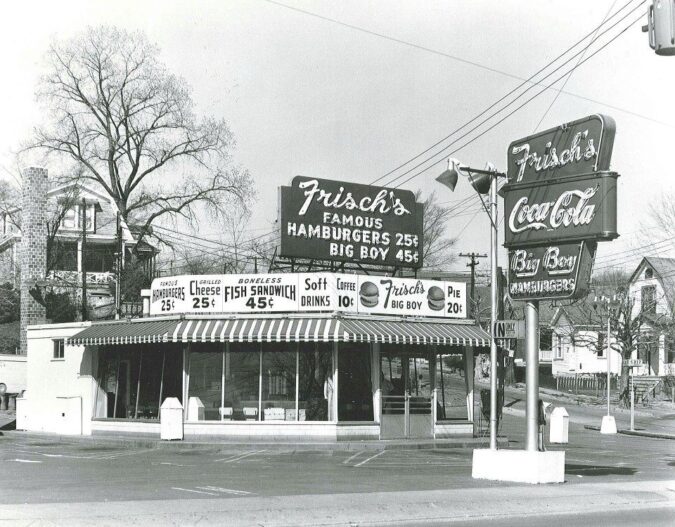 Frisch's
FAMOUS
HAMBURGERS 25¢
BIG BOY 45¢
Frisch's
Coca-Cola
Big Boy
HAMBURGERS
FAMOUS
HAMBURGERS
25¢
GRILLED
Cheese
25¢
BONELESS
FISH SANDWICH
45¢
Soft
DRINKS
COFFEE
10¢
Frisch's
BIG BOY
PIE
20¢
IN